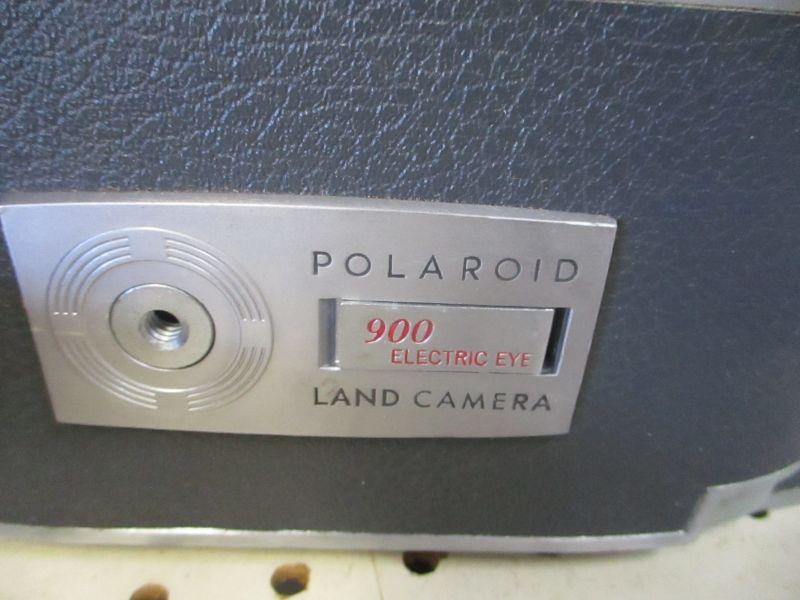 POLAROID
900
ELECTRIC EYE
LAND CAMERA